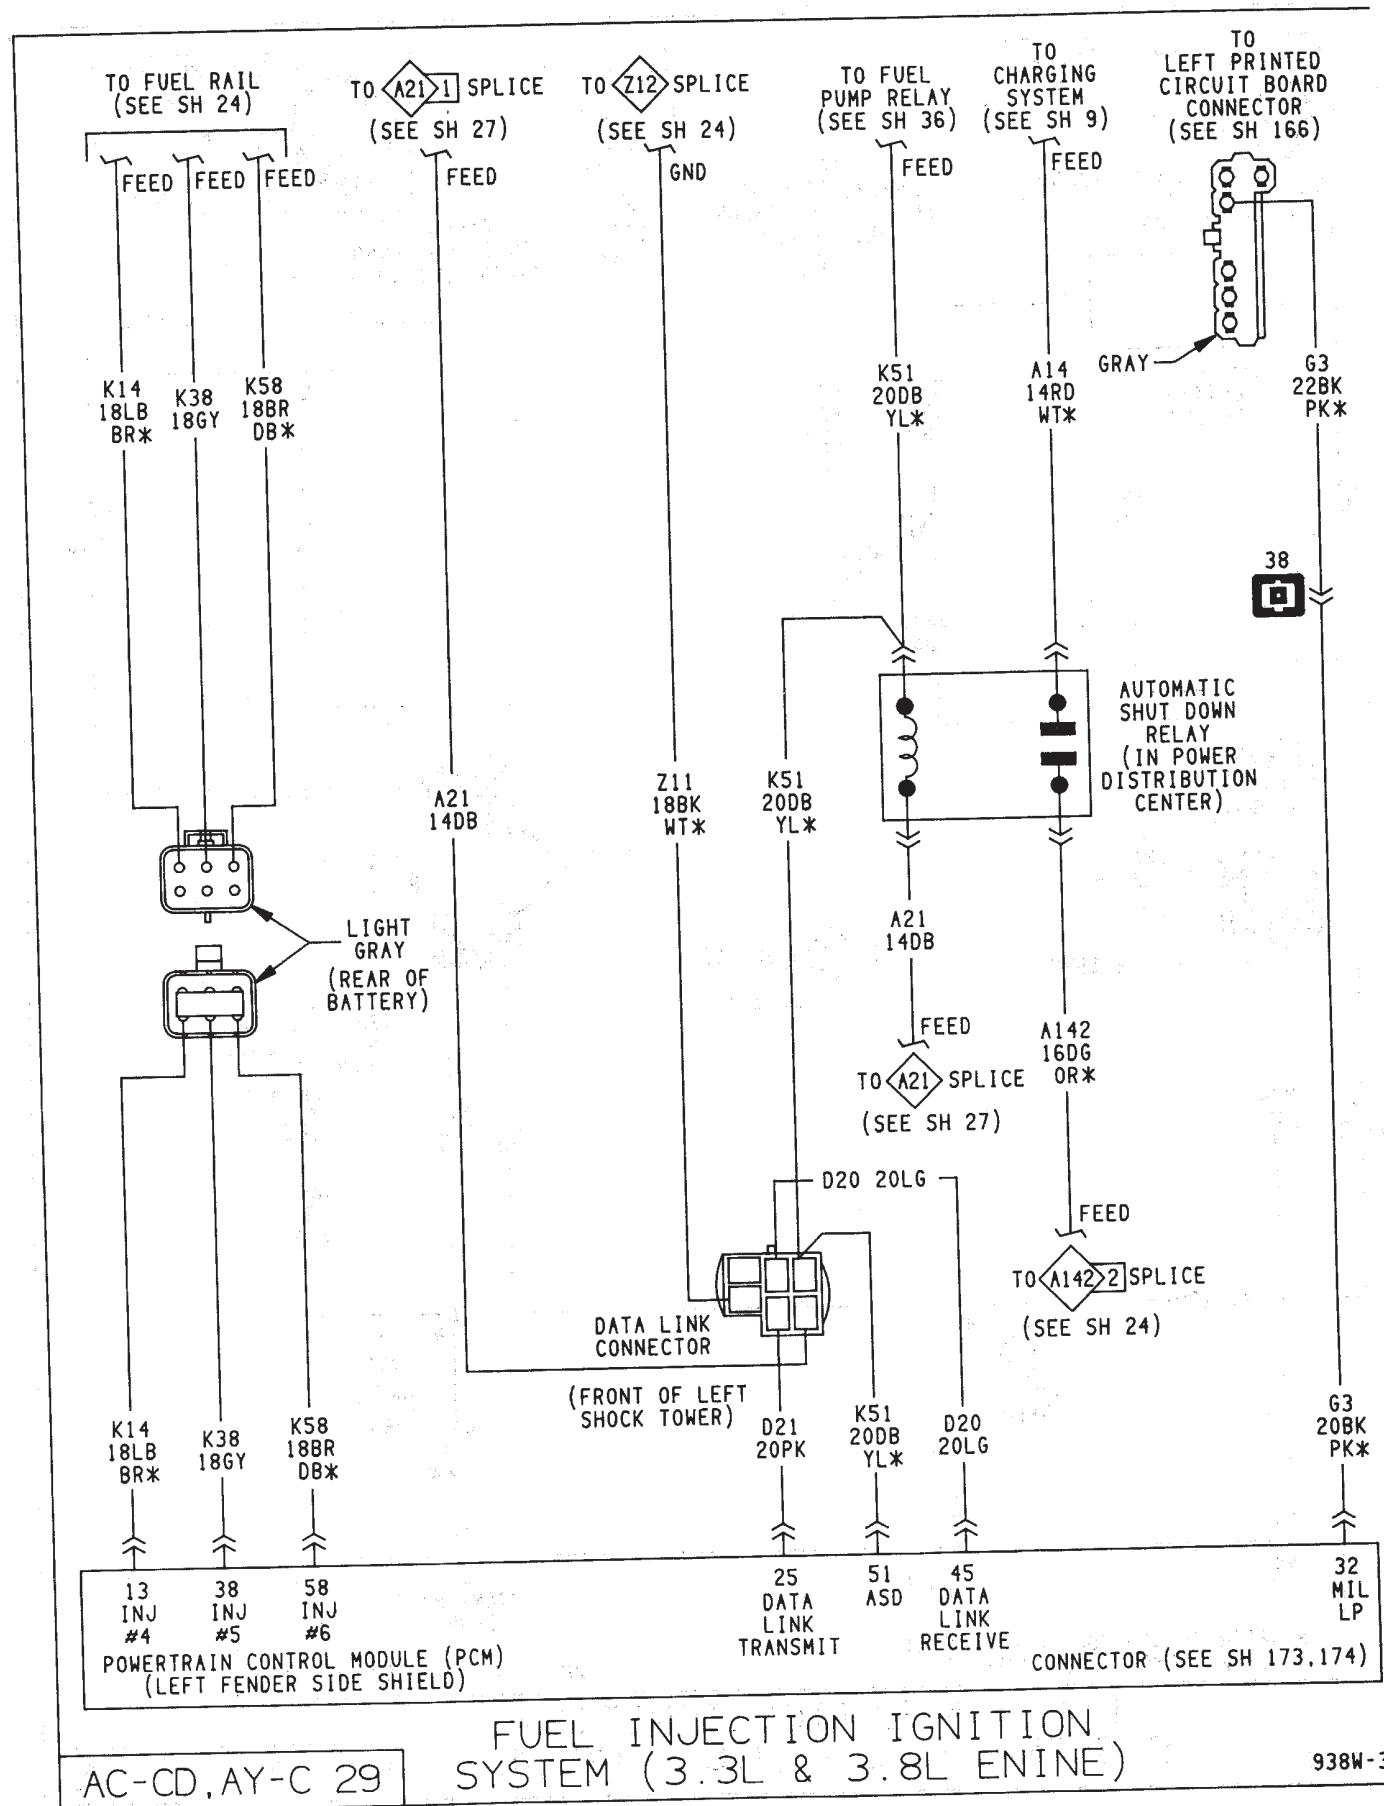 TO FUEL RAIL
(SEE SH 24)
FEED
FEED
FEED
TO A21 1 SPLICE
(SEE SH 27)
FEED
TO Z12 SPLICE
(SEE SH 24)
GND
TO FUEL
PUMP RELAY
(SEE SH 36)
FEED
TO
CHARGING
SYSTEM
(SEE SH 9)
FEED
TO
LEFT PRINTED
CIRCUIT BOARD
CONNECTOR
(SEE SH 166)
GRAY
K14
18LB
BR*
K38
18GY
K58
18BR
DB*
K51
20DB
YL*
A14
14RD
WT*
G3
22BK
PK*
38
AUTOMATIC
SHUT DOWN
RELAY
(IN POWER
DISTRIBUTION
CENTER)
A21
14DB
Z11
18BK
WT*
K51
20DB
YL*
LIGHT
GRAY
(REAR OF
BATTERY)
A21
14DB
FEED
TO A21 SPLICE
(SEE SH 27)
A142
16DG
OR*
FEED
TO A142 2 SPLICE
(SEE SH 24)
D20 20LG
DATA LINK
CONNECTOR
(FRONT OF LEFT
SHOCK TOWER)
K14
18LB
BR*
K38
18GY
K58
18BR
DB*
D21
20PK
K51
20DB
YL*
D20
20LG
G3
20BK
PK*
13
INJ
#4
38
INJ
#5
58
INJ
#6
25
DATA
LINK
TRANSMIT
51
ASD
45
DATA
LINK
RECEIVE
32
MIL
LP
POWERTRAIN CONTROL MODULE (PCM)
(LEFT FENDER SIDE SHIELD)
CONNECTOR (SEE SH 173,174)
FUEL INJECTION IGNITION
SYSTEM (3.3L & 3.8L ENINE)
AC-CD,AY-C 29
938W-3